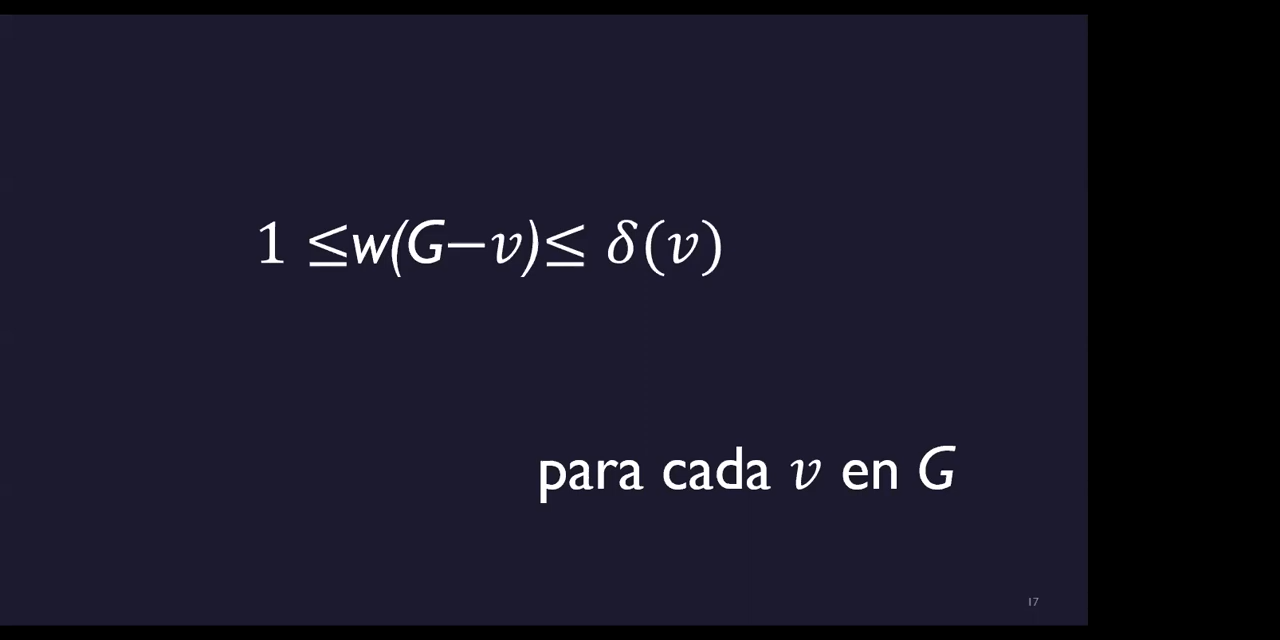 1 ≤w(G−v)≤ δ(v)
para cada v en G
17